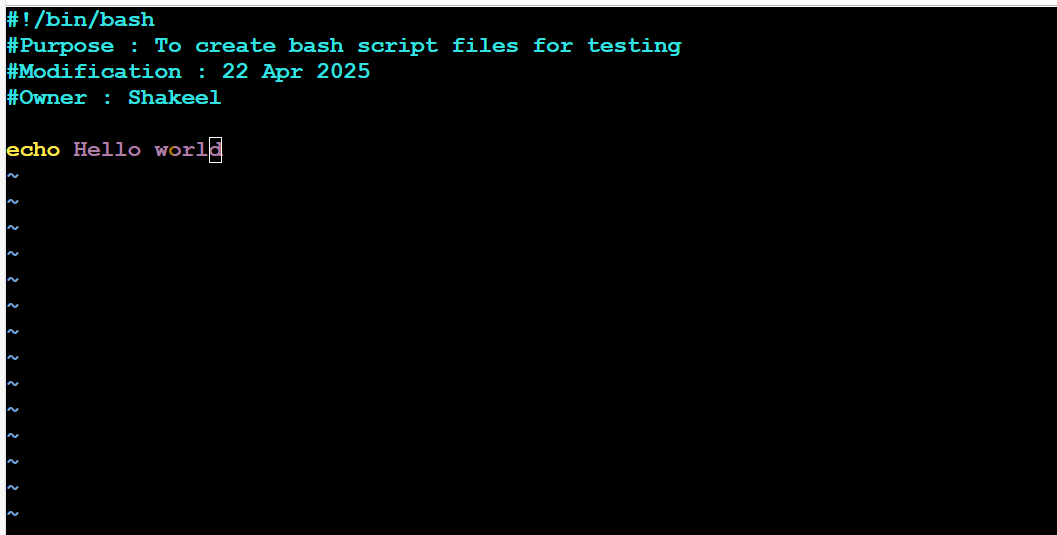 #!/bin/bash
#Purpose : To create bash script files for testing
#Modification : 22 Apr 2025
#Owner : Shakeel

echo Hello world
~
~
~
~
~
~
~
~
~
~
~
~
~
~